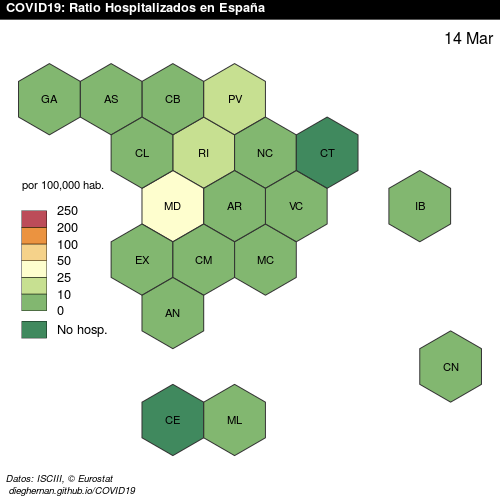 COVID19: Ratio Hospitalizados en España
14 Mar
GA AS CB PV
CL RI NC CT
por 100,000 hab.
MD AR VC IB
250
200
100
50
25
10
0
No hosp.
EX CM MC
AN
CN
CE ML
Datos: ISCIII, © Eurostat
dieghernan.github.io/COVID19